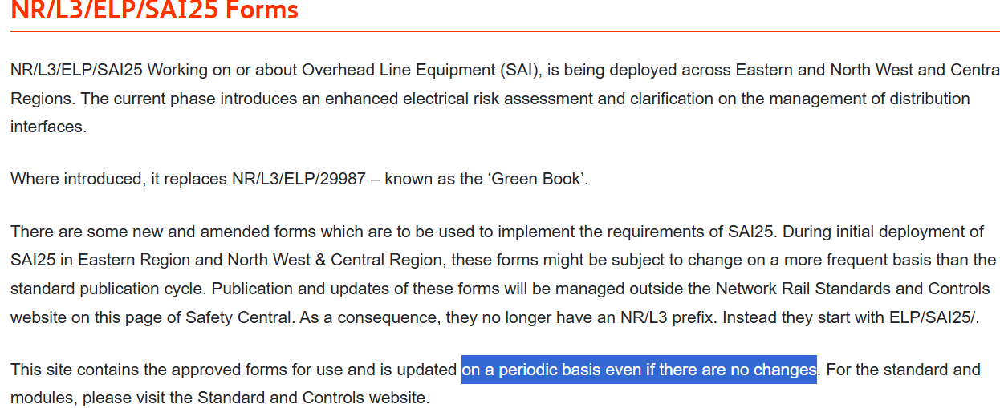 NR/L3/ELP/SAI25 Forms
NR/L3/ELP/SAI25 Working on or about Overhead Line Equipment (SAI), is being deployed across Eastern and North West and Centra
Regions. The current phase introduces an enhanced electrical risk assessment and clarification on the management of distribution
interfaces.
Where introduced, it replaces NR/L3/ELP/29987 – known as the ‘Green Book’.
There are some new and amended forms which are to be used to implement the requirements of SAI25. During initial deployment of
SAI25 in Eastern Region and North West & Central Region, these forms might be subject to change on a more frequent basis than the
standard publication cycle. Publication and updates of these forms will be managed outside the Network Rail Standards and Controls
website on this page of Safety Central. As a consequence, they no longer have an NR/L3 prefix. Instead they start with ELP/SAI25/.
This site contains the approved forms for use and is updated on a periodic basis even if there are no changes. For the standard and
modules, please visit the Standard and Controls website.